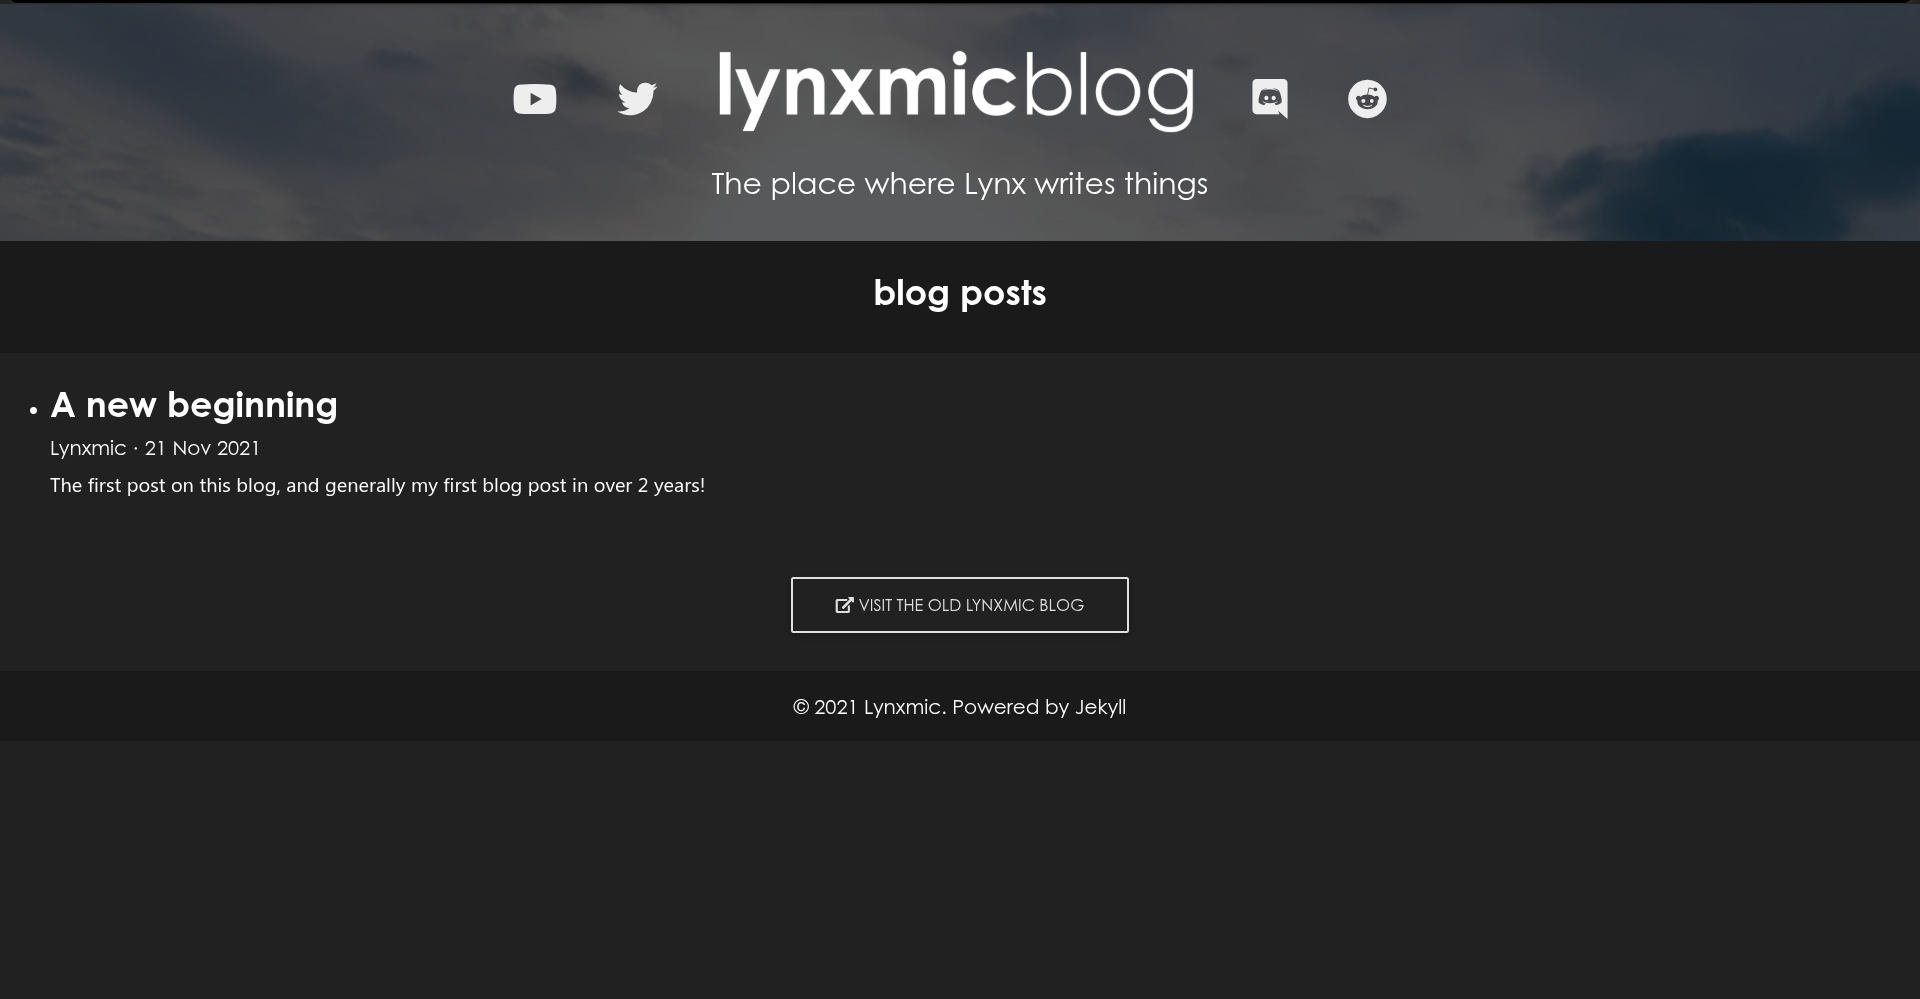 lynxmicblog
The place where Lynx writes things
blog posts
A new beginning
Lynxmic · 21 Nov 2021
The first post on this blog, and generally my first blog post in over 2 years!
VISIT THE OLD LYNXMIC BLOG
© 2021 Lynxmic. Powered by Jekyll